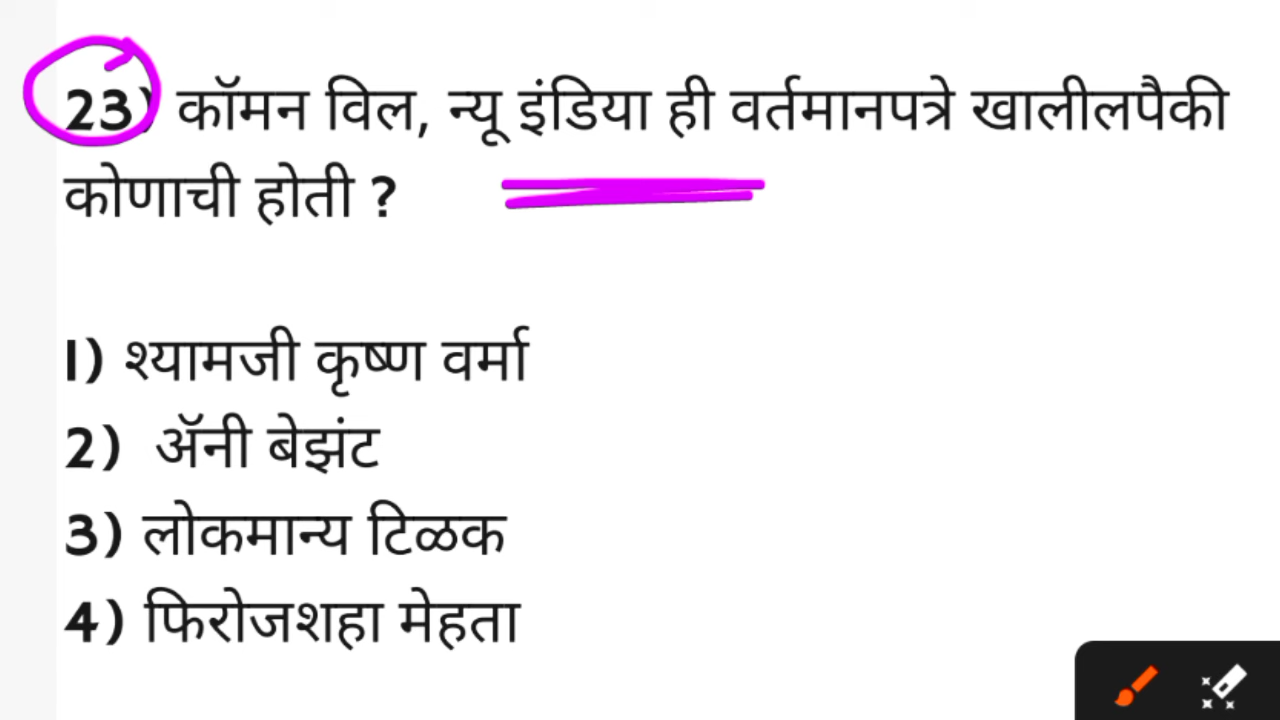 23) कॉमन विल, न्यू इंडिया ही वर्तमानपत्रे खालीलपैकी
कोणाची होती ?
1) श्यामजी कृष्ण वर्मा
2) ॲनी बेझंट
3) लोकमान्य टिळक
4) फिरोजशहा मेहता